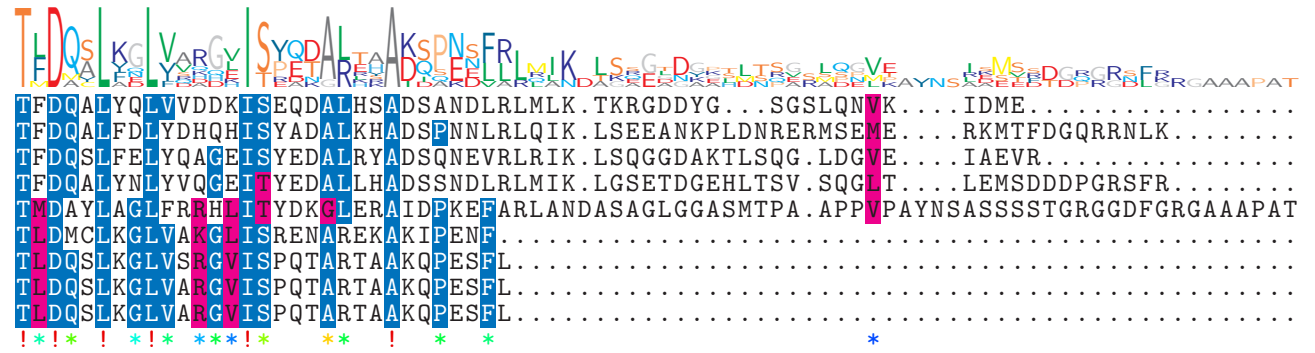 TFDQALYQLVVDDKISEQDALHSADSANDLRLMLK.TKRGDDYG...SGSLQNVK....IDME.................
TFDQALFDLYDHQHISYADALKHADSPNNLRLQIK.LSEEANKPLDNRERMSEME....RKMTFDGQRRNLK........
TFDQSLFELYQAGEISYEDALRYADSQNEVRLRIK.LSQGGDAKTLSQG.LDGVE....IAEVR................
TFDQALYNLYVQGEITYEDALLHADSSNDLRLMIK.LGSETDGEHLTSV.SQGLT....LEMSDDDPGRSFR........
TMDAYLAGLFRRHLITYDKGLERAIDPKEFARLANDASAGLGGASMTPA.APPVPAYNSASSSSTGRGGDFGRGAAAPAT
TLDMCLKGLVAKGLISRENAREKAKIPENF..................................................
TLDQSLKGLVSRGVISPQTARTAAKQPESFL.................................................
TLDQSLKGLVARGVISPQTARTAAKQPESFL.................................................
TLDQSLKGLVARGVISPQTARTAAKQPESFL.................................................
!*!* ! *!* ***!*   **  !  *  *                       *